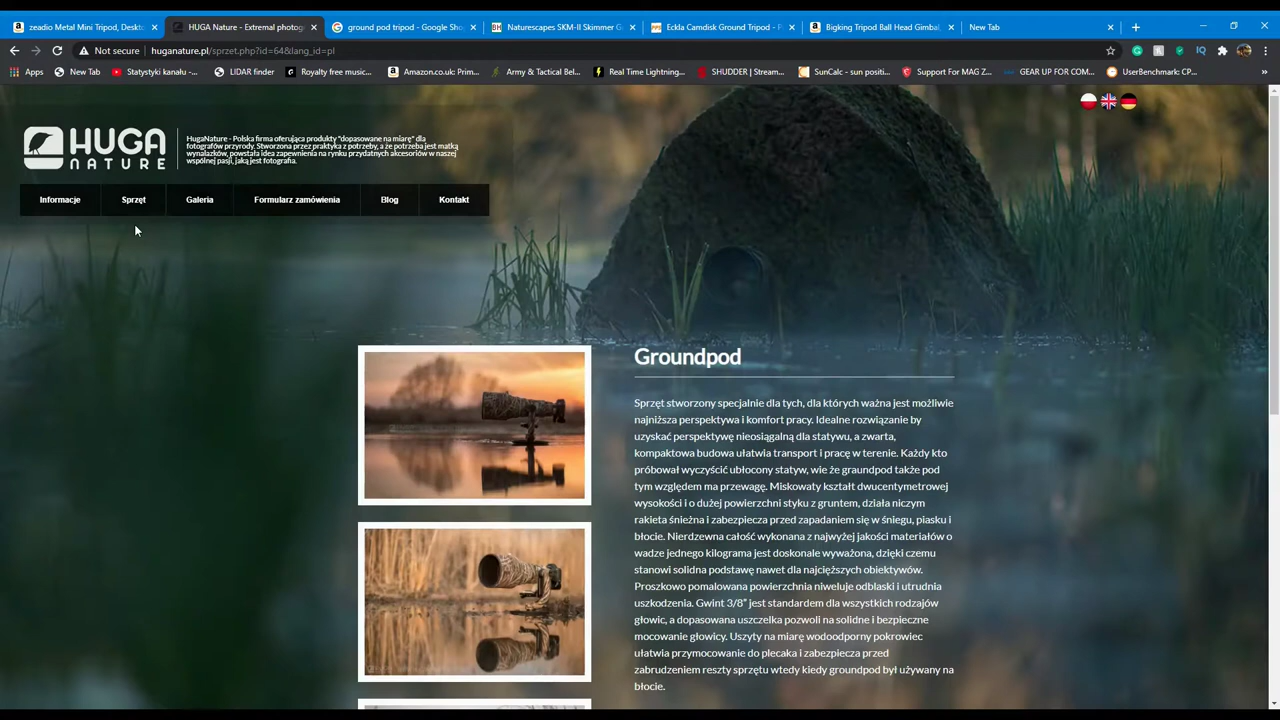 zeadio Metal Mini Tripod, Deskto
HUGA Nature - Extremal photog
ground pod tripod - Google Sho
Naturescapes SKM-II Skimmer G
Eckla Camdisk Ground Tripod - P
Bigking Tripod Ball Head Gimbal,
New Tab
Not secure huganature.pl/sprzet.php?id=64&lang_id=pl
Apps
New Tab
Statystyki kanału -...
LIDAR finder
Royalty free music...
Amazon.co.uk: Prim...
Army & Tactical Bel...
Real Time Lightning...
SHUDDER | Stream...
SunCalc - sun positi...
Support For MAG Z...
GEAR UP FOR COM...
UserBenchmark: CP...
HUGA
NATURE
HugaNature - Polska firma oferująca produkty "dopasowane na miarę" dla
fotografów przyrody. Stworzona przez praktyka z potrzeby, a że potrzeba jest matką
wynalazków, powstała idea zapewnienia na rynku przydatnych akcesoriów w naszej
wspólnej pasji, jaką jest fotografia.
Informacje
Sprzęt
Galeria
Formularz zamówienia
Blog
Kontakt
Groundpod
Sprzęt stworzony specjalnie dla tych, dla których ważna jest możliwie
najniższa perspektywa i komfort pracy. Idealne rozwiązanie by
uzyskać perspektywę nieosiągalną dla statywu, a zwarta,
kompaktowa budowa ułatwia transport i pracę w terenie. Każdy kto
próbował wyczyścić ubłocony statyw, wie że graundpod także pod
tym względem ma przewagę. Miskowaty kształt dwucentymetrowej
wysokości i o dużej powierzchni styku z gruntem, działa niczym
rakieta śnieżna i zabezpiecza przed zapadaniem się w śniegu, piasku i
błocie. Nierdzewna całość wykonana z najwyżej jakości materiałów o
wadze jednego kilograma jest doskonale wyważona, dzięki czemu
stanowi solidna podstawę nawet dla najcięższych obiektywów.
Proszkowo pomalowana powierzchnia niweluje odblaski i utrudnia
uszkodzenia. Gwint 3/8" jest standardem dla wszystkich rodzajów
głowic, a dopasowana uszczelka pozwoli na solidne i bezpieczne
mocowanie głowicy. Uszyty na miarę wodoodporny pokrowiec
ułatwia przymocowanie do plecaka i zabezpiecza przed
zabrudzeniem reszty sprzętu wtedy kiedy groundpod był używany na
błocie.